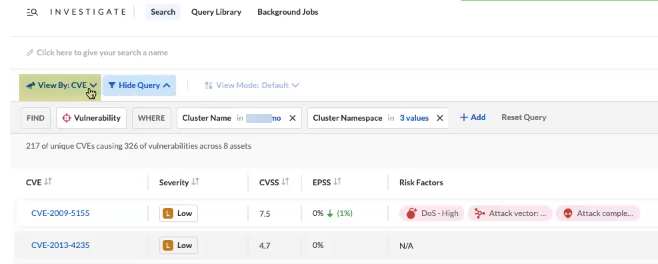 INVESTIGATE Search Query Library Background Jobs
Click here to give your search a name
View By: CVE Hide Query View Mode: Default
FIND Vulnerability WHERE Cluster Name in mo X Cluster Namespace in 3 values X + Add Reset Query
217 of unique CVEs causing 326 of vulnerabilities across 8 assets
CVE Severity CVSS EPSS Risk Factors
CVE-2009-5155 L Low 7.5 0% (1%) DoS - High Attack vector: ... Attack comple...
CVE-2013-4235 L Low 4.7 0% N/A